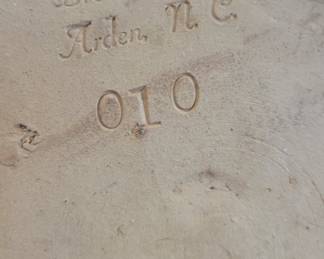 Arden, N. C.
010